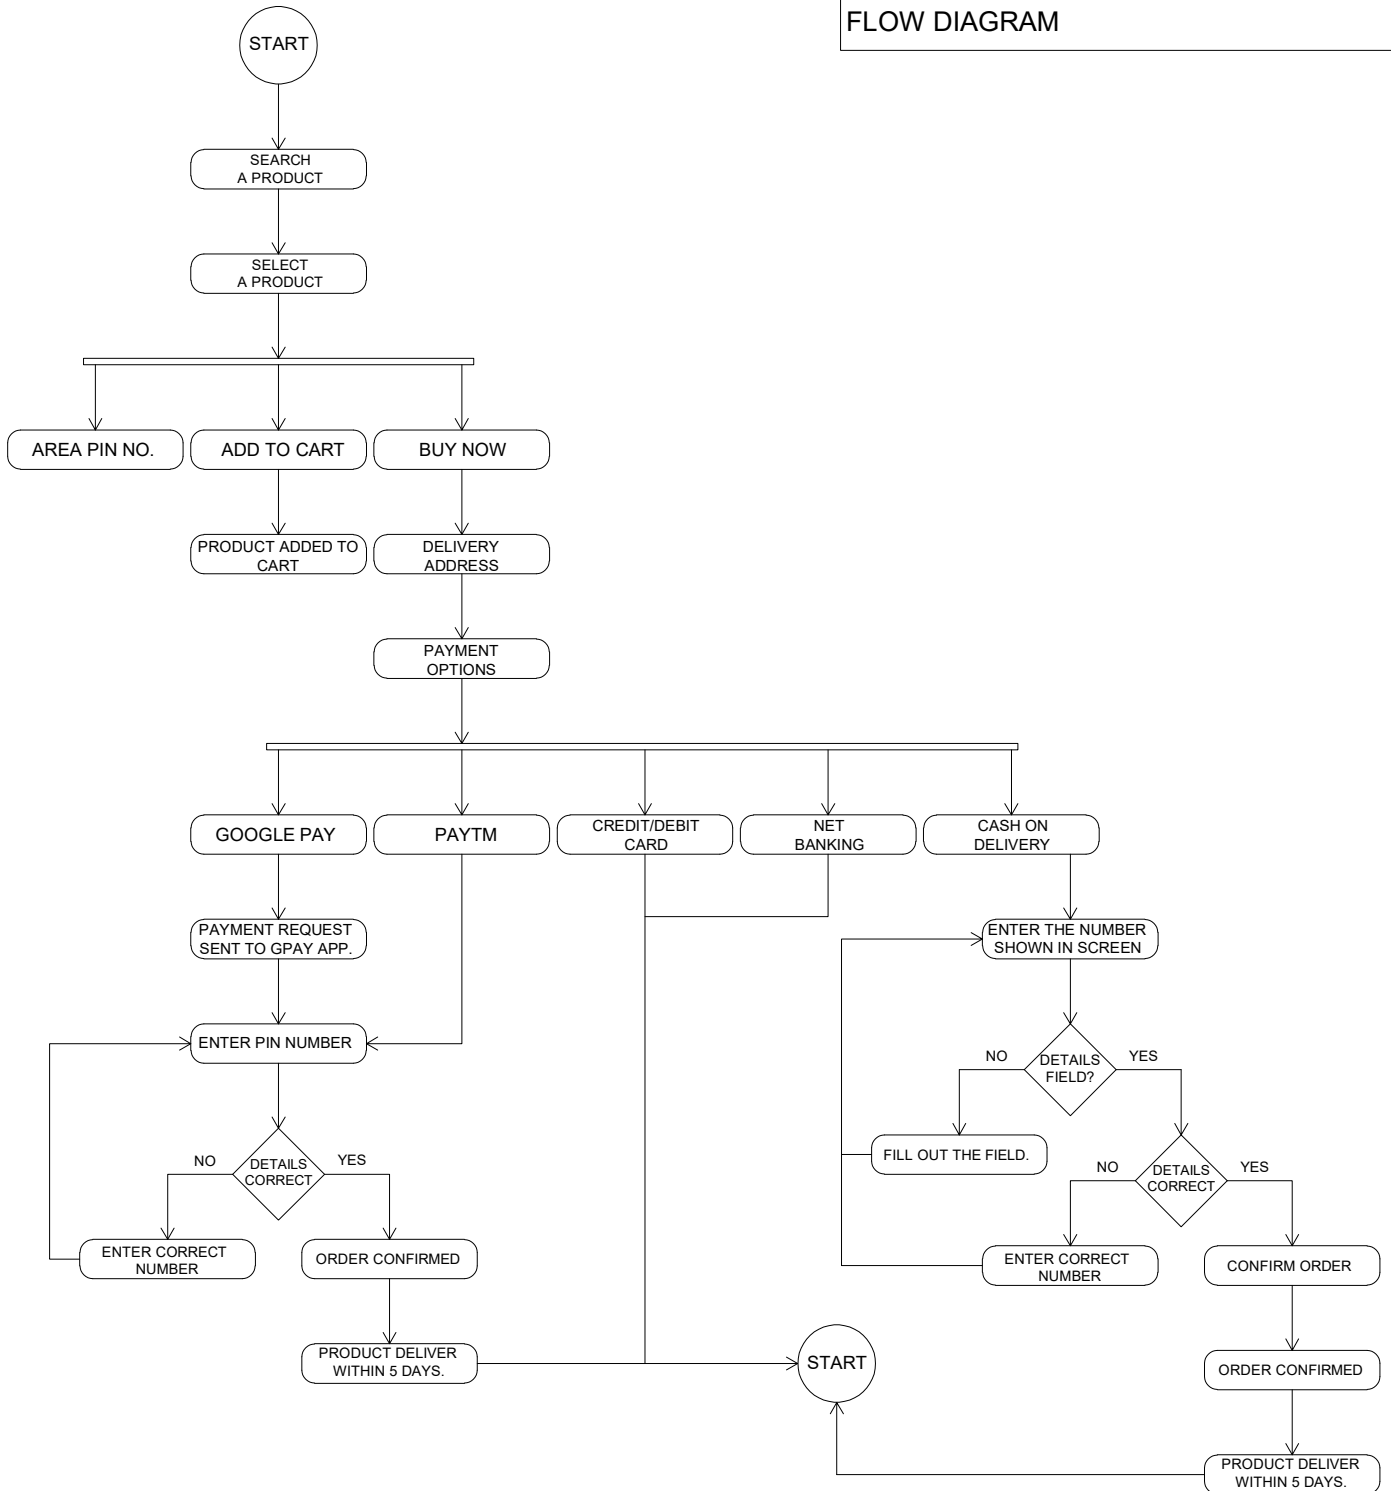 FLOW DIAGRAM
START
SEARCH
A PRODUCT
SELECT
A PRODUCT
AREA PIN NO.
ADD TO CART
BUY NOW
PRODUCT ADDED TO
CART
DELIVERY
ADDRESS
PAYMENT
OPTIONS
GOOGLE PAY
PAYTM
CREDIT/DEBIT
CARD
NET
BANKING
CASH ON
DELIVERY
PAYMENT REQUEST
SENT TO GPAY APP.
ENTER THE NUMBER
SHOWN IN SCREEN
ENTER PIN NUMBER
NO
DETAILS
FIELD?
YES
FILL OUT THE FIELD.
NO
DETAILS
CORRECT
YES
NO
DETAILS
CORRECT
YES
ENTER CORRECT
NUMBER
ORDER CONFIRMED
ENTER CORRECT
NUMBER
CONFIRM ORDER
PRODUCT DELIVER
WITHIN 5 DAYS.
START
ORDER CONFIRMED
PRODUCT DELIVER
WITHIN 5 DAYS.